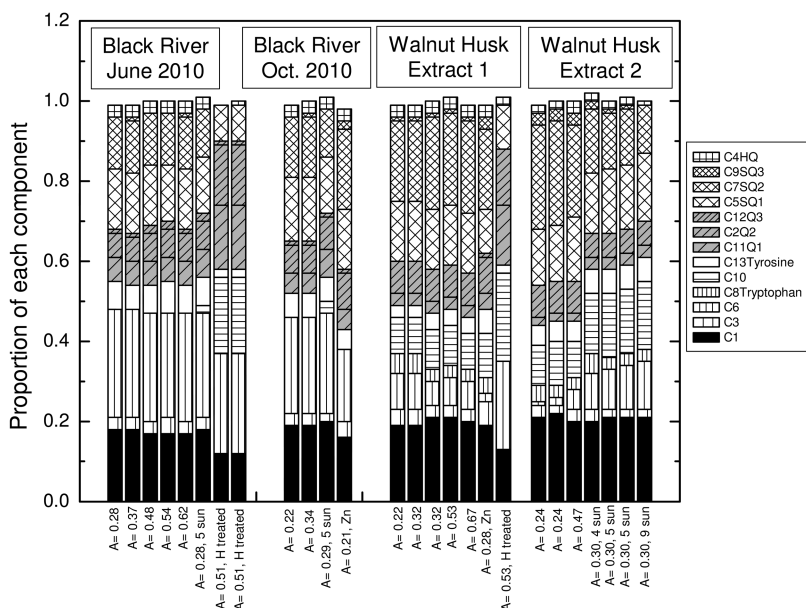 1.2
1.0
0.8
0.6
0.4
0.2
0.0
Proportion of each component
Black River
June 2010
Black River
Oct. 2010
Walnut Husk
Extract 1
Walnut Husk
Extract 2
C4HQ
C9SQ3
C7SQ2
C5SQ1
C12Q3
C2Q2
C11Q1
C13Tyrosine
C10
C8Tryptophan
C6
C3
C1
A= 0.28
A= 0.37
A= 0.48
A= 0.54
A= 0.62
A= 0.28, 5 sun
A= 0.51, H treated
A= 0.51, H treated
A= 0.22
A= 0.34
A= 0.29, 5 sun
A= 0.21, Zn
A= 0.22
A= 0.32
A= 0.32
A= 0.53
A= 0.67
A= 0.28, Zn
A= 0.53, H treated
A= 0.24
A= 0.24
A= 0.47
A= 0.30, 4 sun
A= 0.30, 5 sun
A= 0.30, 5 sun
A= 0.30, 9 sun